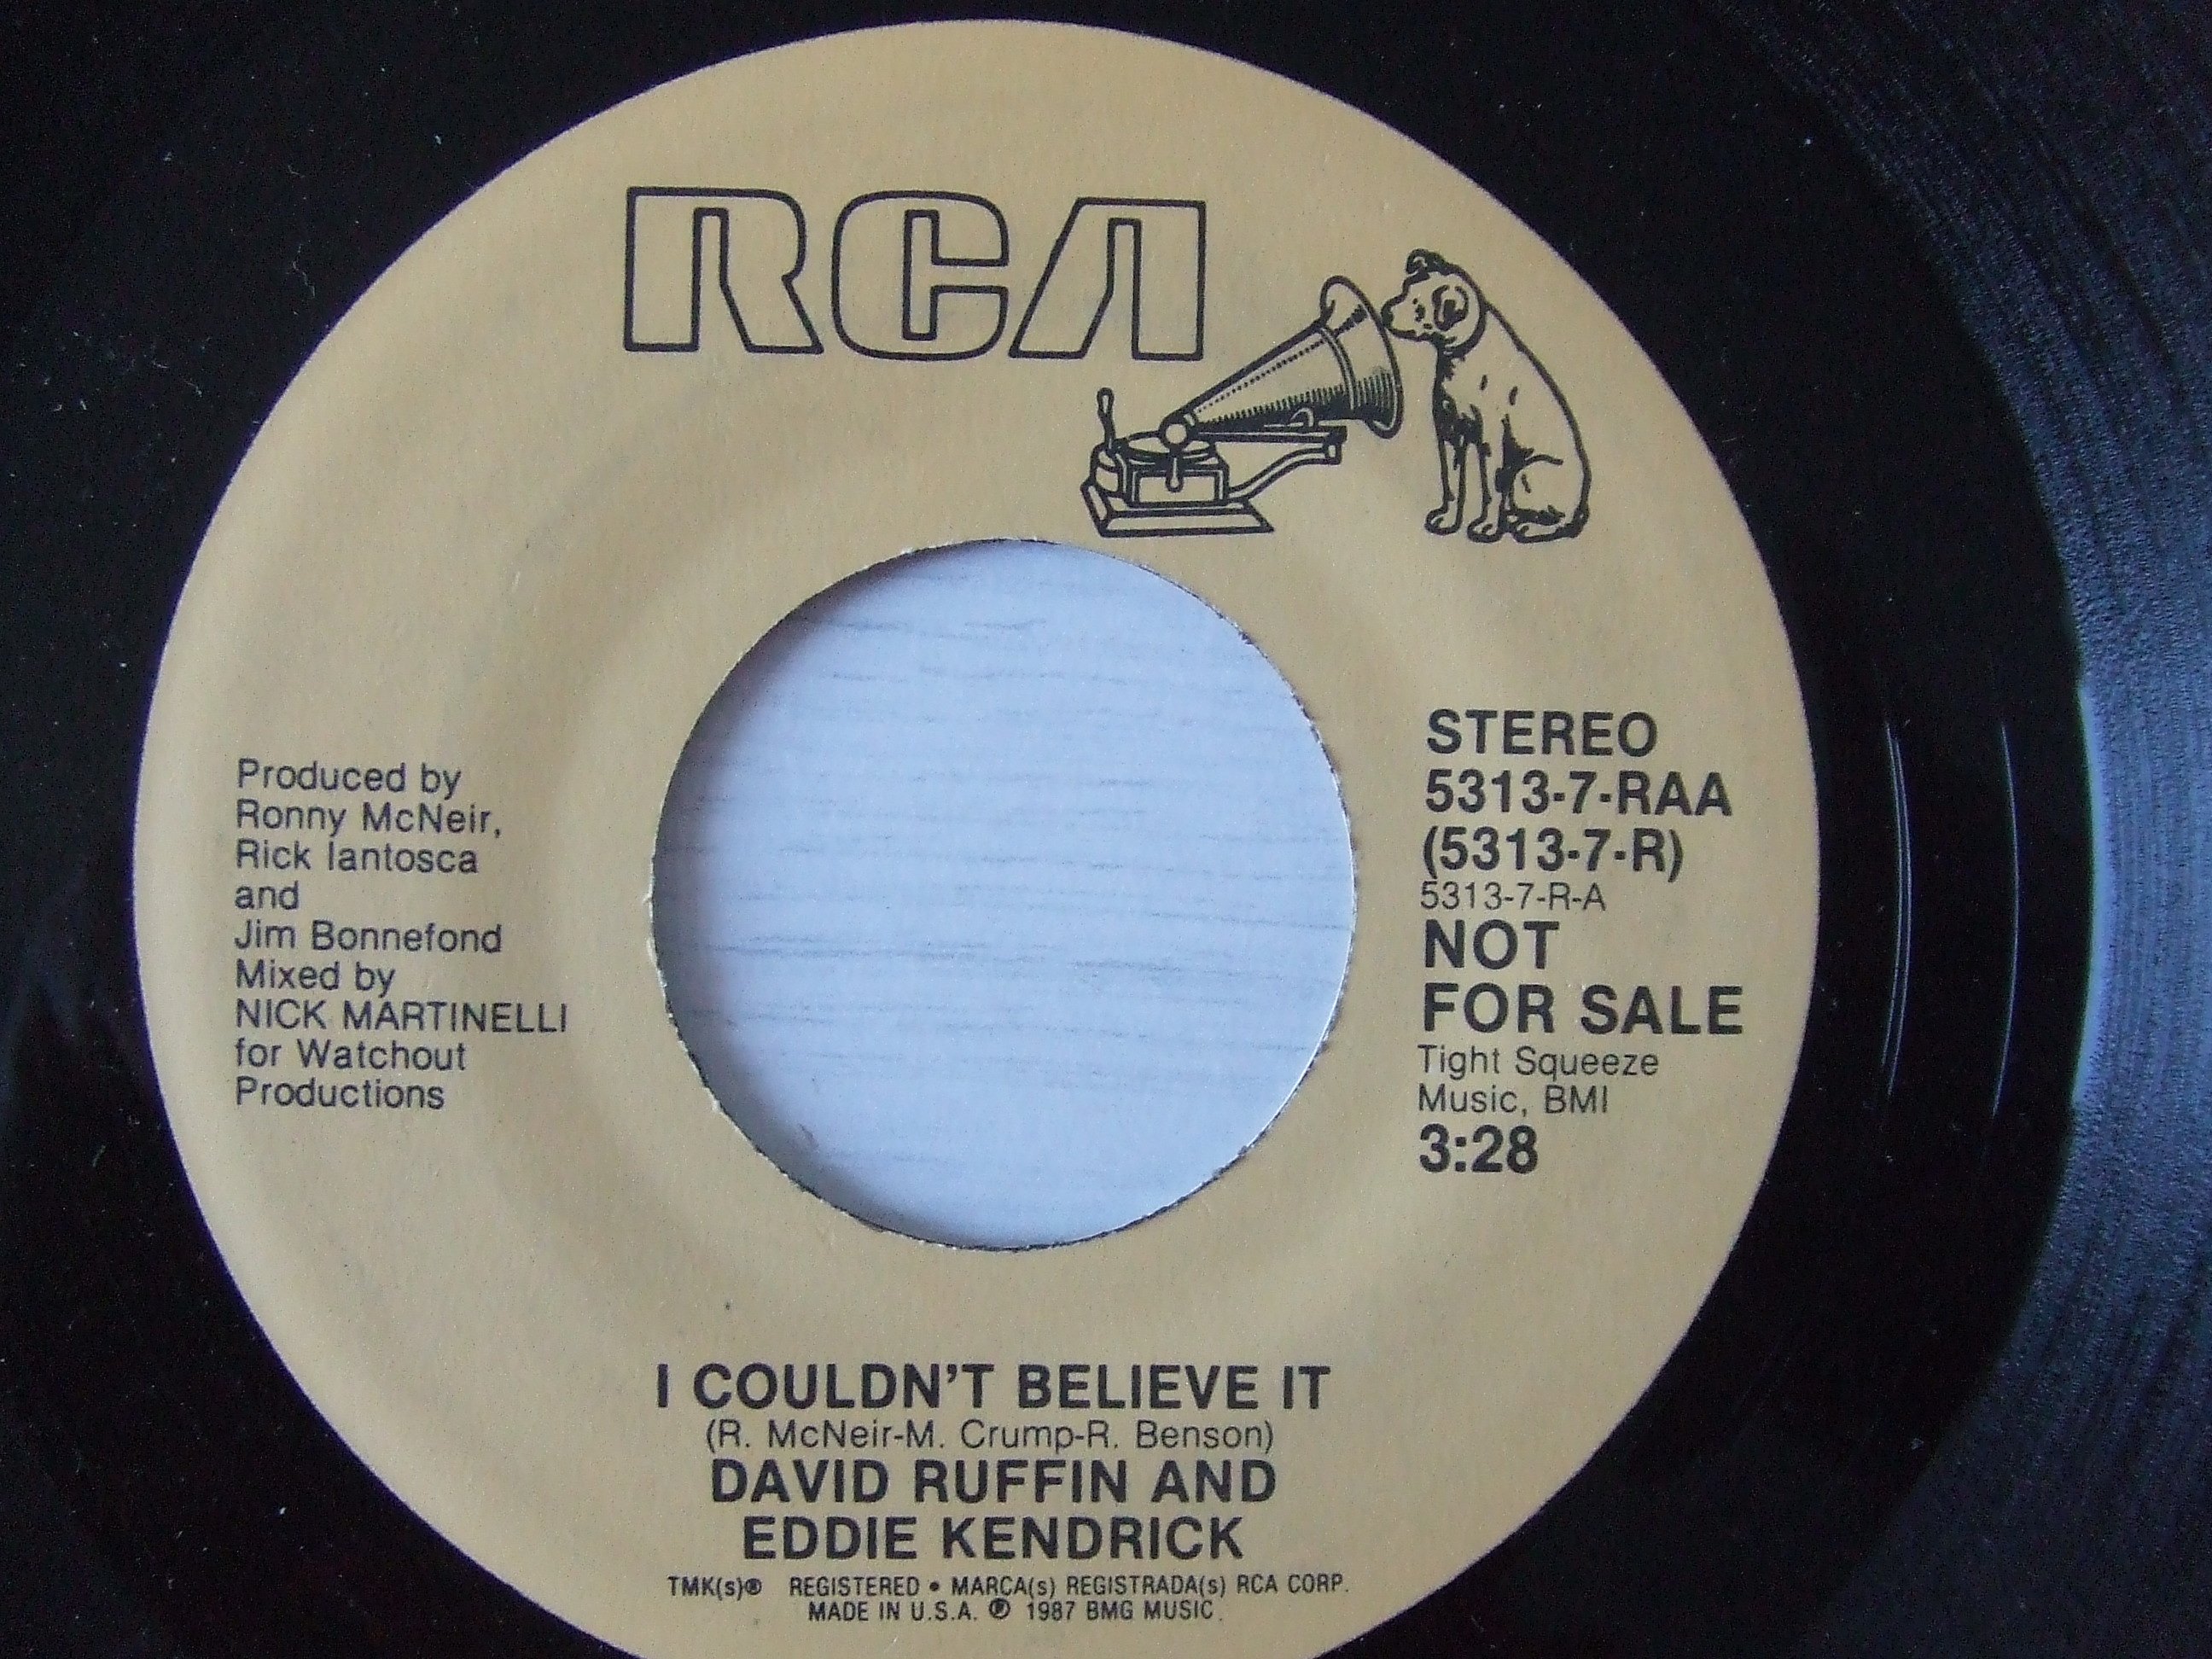 RCA
Produced by
Ronny McNeir,
Rick Iantosca
and
Jim Bonnefond
Mixed by
NICK MARTINELLI
for Watchout
Productions
STEREO
5313-7-RAA
(5313-7-R)
5313-7-R-A
NOT
FOR SALE
Tight Squeeze
Music, BMI
3:28
I COULDN'T BELIEVE IT
(R. McNeir-M. Crump-R. Benson)
DAVID RUFFIN AND
EDDIE KENDRICK
TMK(s)® REGISTERED • MARCA(s) REGISTRADA(s) RCA CORP.
MADE IN U.S.A. ℗ 1987 BMG MUSIC.